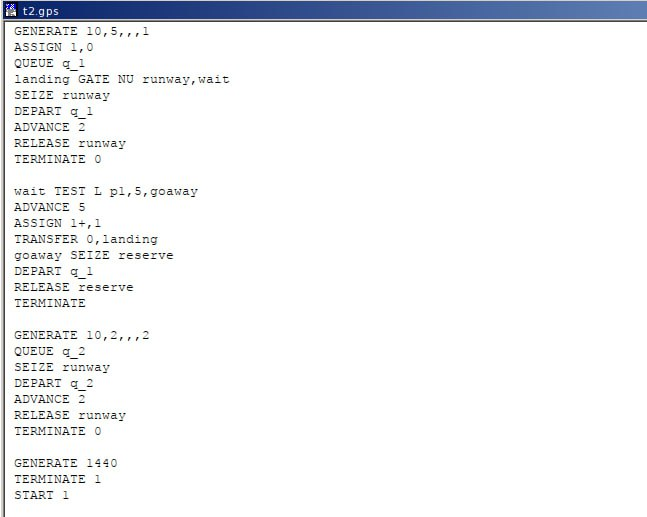 t2.gps
GENERATE 10,5,,,1
ASSIGN 1,0
QUEUE q_1
landing GATE NU runway,wait
SEIZE runway
DEPART q_1
ADVANCE 2
RELEASE runway
TERMINATE 0
wait TEST L p1,5,goaway
ADVANCE 5
ASSIGN 1+,1
TRANSFER 0,landing
goaway SEIZE reserve
DEPART q_1
RELEASE reserve
TERMINATE
GENERATE 10,2,,,2
QUEUE q_2
SEIZE runway
DEPART q_2
ADVANCE 2
RELEASE runway
TERMINATE 0
GENERATE 1440
TERMINATE 1
START 1